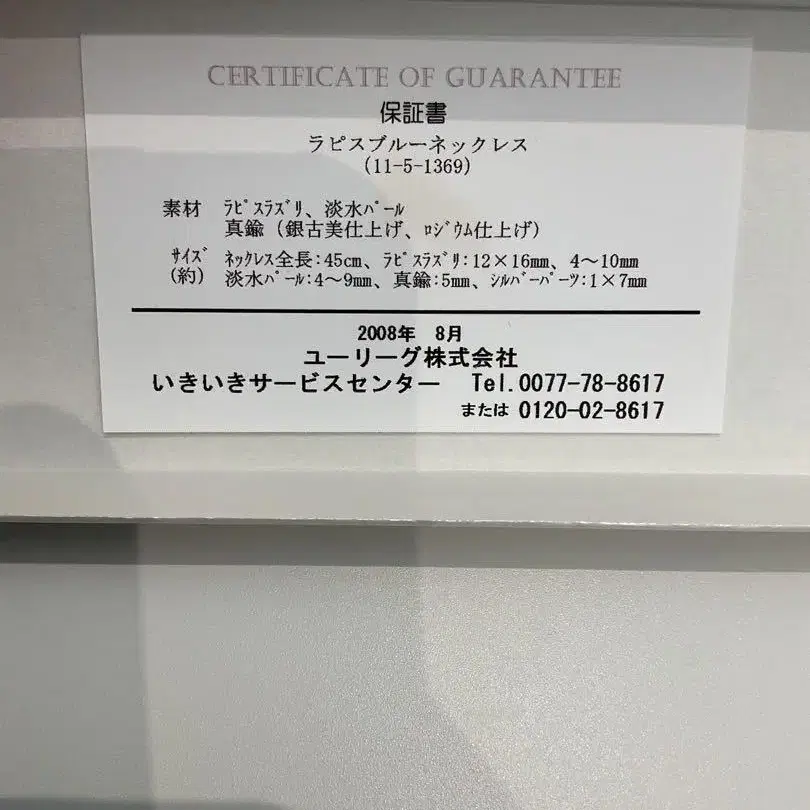 CERTIFICATE OF GUARANTEE
保証書
ラピスブルーネックレス
(11-5-1369)
素材 ﾗﾋﾟｽﾗｽﾞﾘ、淡水ﾊﾟｰﾙ
真鍮（銀古美仕上げ、ﾛｼﾞｳﾑ仕上げ）
ｻｲｽﾞ ﾈｯｸﾚｽ全長:45cm、ﾗﾋﾟｽﾗｽﾞﾘ:12×16mm、4～10mm
(約) 淡水ﾊﾟｰﾙ:4～9mm、真鍮:5mm、ｼﾙﾊﾞｰﾊﾟｰﾂ:1×7mm
2008年 8月
ユーリーグ株式会社
いきいきサービスセンター Tel.0077-78-8617
または 0120-02-8617